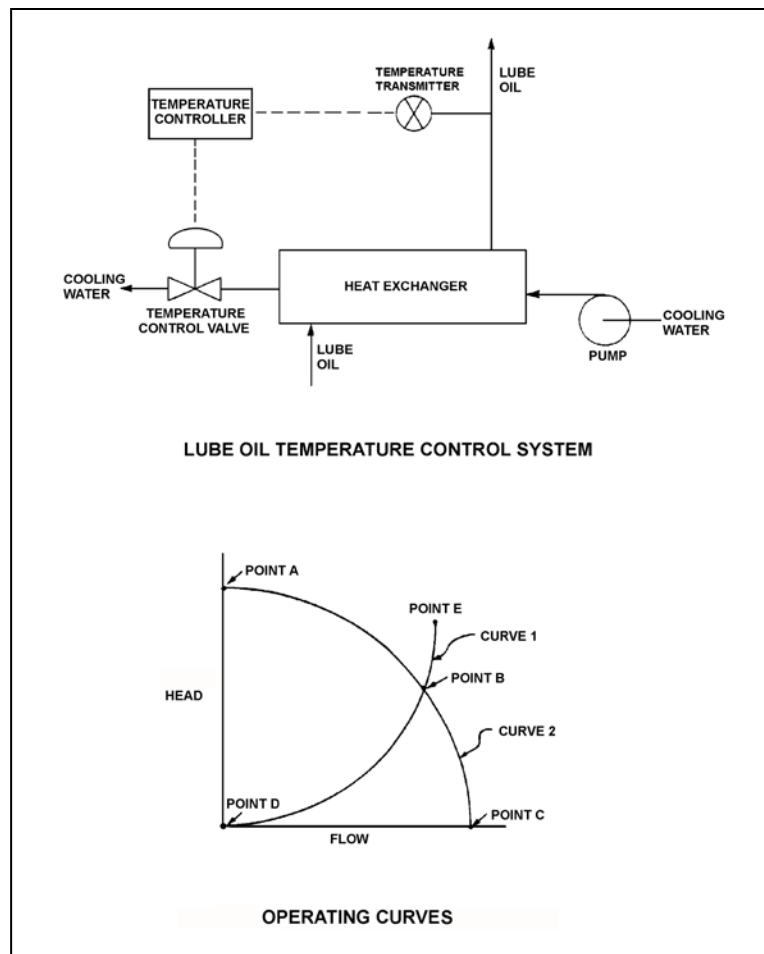 TEMPERATURE
TRANSMITTER
LUBE
OIL
TEMPERATURE
CONTROLLER
COOLING
WATER
TEMPERATURE
CONTROL VALVE
HEAT EXCHANGER
COOLING
WATER
PUMP
LUBE
OIL
LUBE OIL TEMPERATURE CONTROL SYSTEM
POINT A
POINT E
CURVE 1
POINT B
HEAD
CURVE 2
POINT D
POINT C
FLOW
OPERATING CURVES